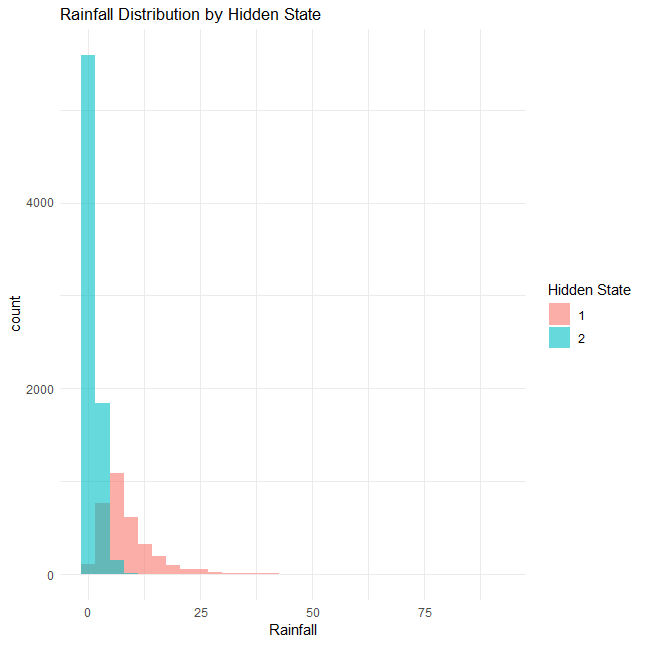 Rainfall Distribution by Hidden State
4000
2000
0
count
0 25 50 75
Rainfall
Hidden State
1
2